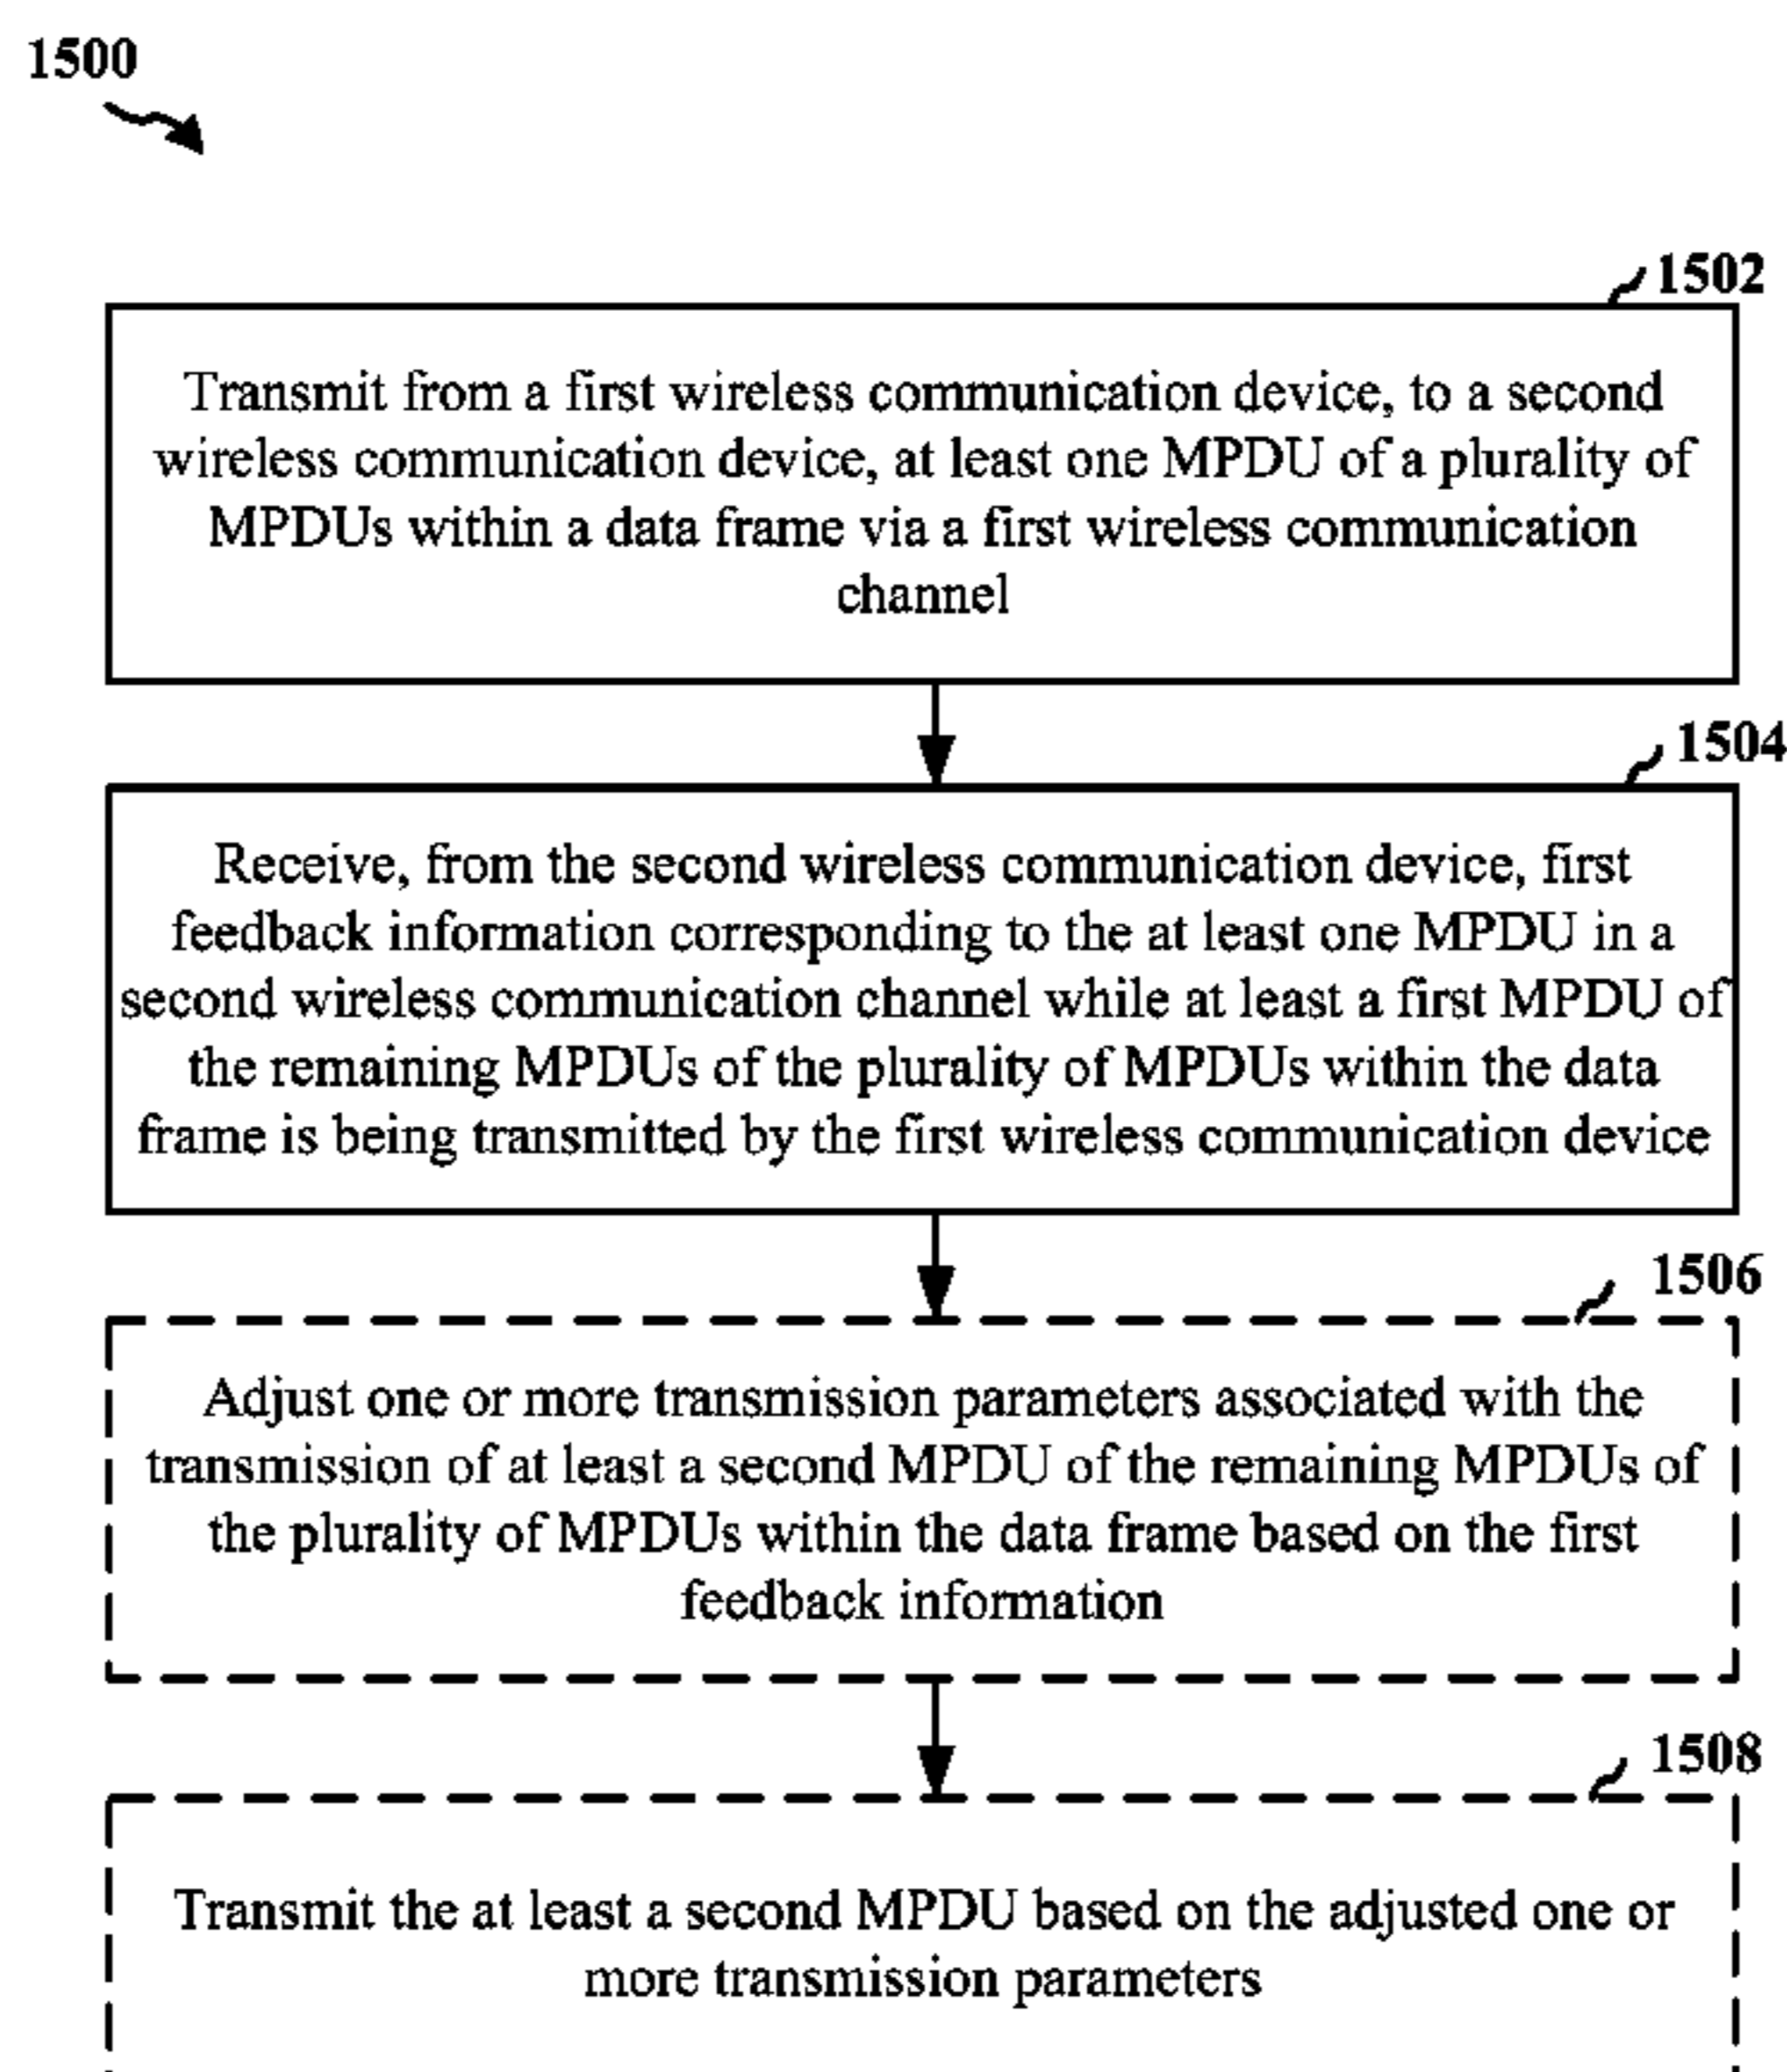 1500
1502
Transmit from a first wireless communication device, to a second
wireless communication device, at least one MPDU of a plurality of
MPDUs within a data frame via a first wireless communication
channel
1504
Receive, from the second wireless communication device, first
feedback information corresponding to the at least one MPDU in a
second wireless communication channel while at least a first MPDU of
the remaining MPDUs of the plurality of MPDUs within the data
frame is being transmitted by the first wireless communication device
1506
Adjust one or more transmission parameters associated with the
transmission of at least a second MPDU of the remaining MPDUs of
the plurality of MPDUs within the data frame based on the first
feedback information
1508
Transmit the at least a second MPDU based on the adjusted one or
more transmission parameters